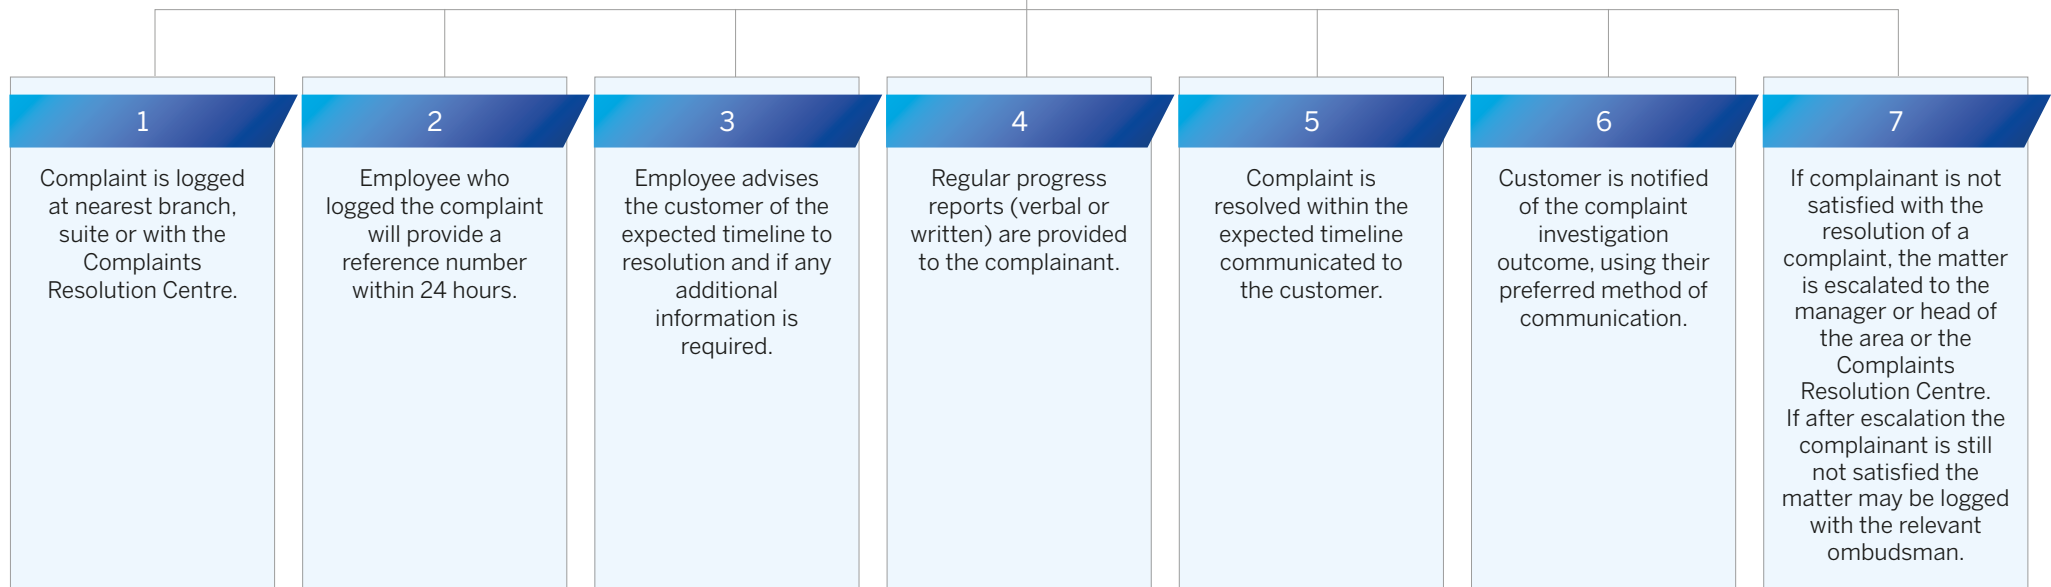 1
Complaint is logged
at nearest branch,
suite or with the
Complaints
Resolution Centre.
2
Employee who
logged the complaint
will provide a
reference number
within 24 hours.
3
Employee advises
the customer of the
expected timeline to
resolution and if any
additional
information is
required.
4
Regular progress
reports (verbal or
written) are provided
to the complainant.
5
Complaint is
resolved within the
expected timeline
communicated to
the customer.
6
Customer is notified
of the complaint
investigation
outcome, using their
preferred method of
communication.
7
If complainant is not
satisfied with the
resolution of a
complaint, the matter
is escalated to the
manager or head of
the area or the
Complaints
Resolution Centre.
If after escalation the
complainant is still
not satisfied the
matter may be logged
with the relevant
ombudsman.